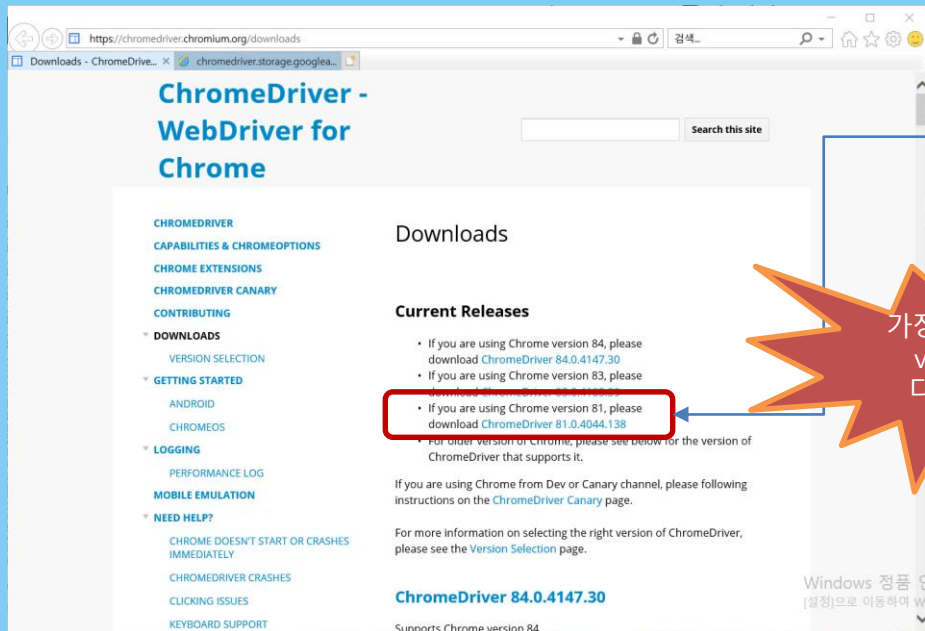 https://chromedriver.chromium.org/downloads
검색...
Downloads - ChromeDrive...
chromedriver.storage.googlea...
ChromeDriver -
WebDriver for
Chrome
Search this site
CHROMEDRIVER
CAPABILITIES & CHROMEOPTIONS
CHROME EXTENSIONS
CHROMEDRIVER CANARY
CONTRIBUTING
DOWNLOADS
VERSION SELECTION
GETTING STARTED
ANDROID
CHROMEOS
LOGGING
PERFORMANCE LOG
MOBILE EMULATION
NEED HELP?
CHROME DOESN'T START OR CRASHES
IMMEDIATELY
CHROMEDRIVER CRASHES
CLICKING ISSUES
KEYBOARD SUPPORT
Downloads
Current Releases
• If you are using Chrome version 84, please
download ChromeDriver 84.0.4147.30
• If you are using Chrome version 83, please
download ChromeDriver
• If you are using Chrome version 81, please
download ChromeDriver 81.0.4044.138
• For older version of Chrome, please see below for the version of
ChromeDriver that supports it.
If you are using Chrome from Dev or Canary channel, please following
instructions on the ChromeDriver Canary page.
For more information on selecting the right version of ChromeDriver,
please see the Version Selection page.
ChromeDriver 84.0.4147.30
Supports Chrome version 84
Windows 정품
[설정]으로 이동하여